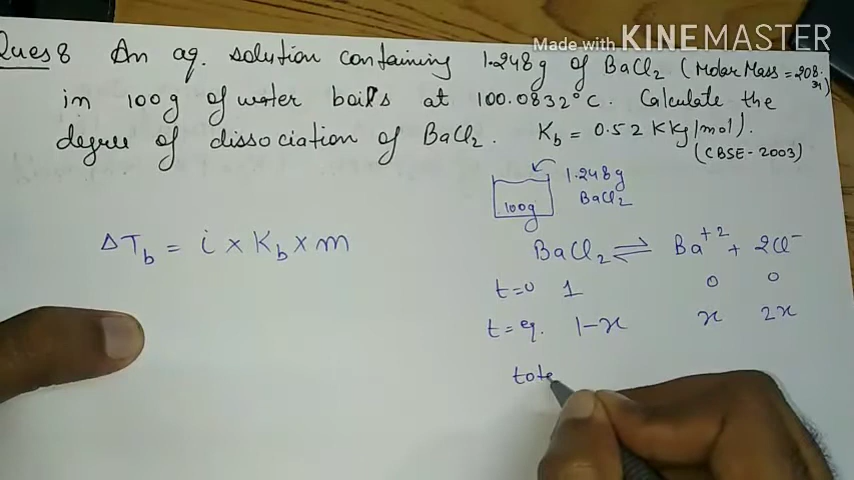 Made with KINEMASTER
Ques 8 An aq. solution containing 1.248g of BaCl2 (Molar Mass = 208.34)
in 100g of water boils at 100.0832°C. Calculate the
degree of dissociation of BaCl2. Kb = 0.52 K Kg/mol).
(CBSE-2003)
1.248g
BaCl2
100g
ΔTb = i × Kb × m
BaCl2 ⇌ Ba+2 + 2Cl-
t=0 1 0 0
t=eq. 1-x x 2x
tote